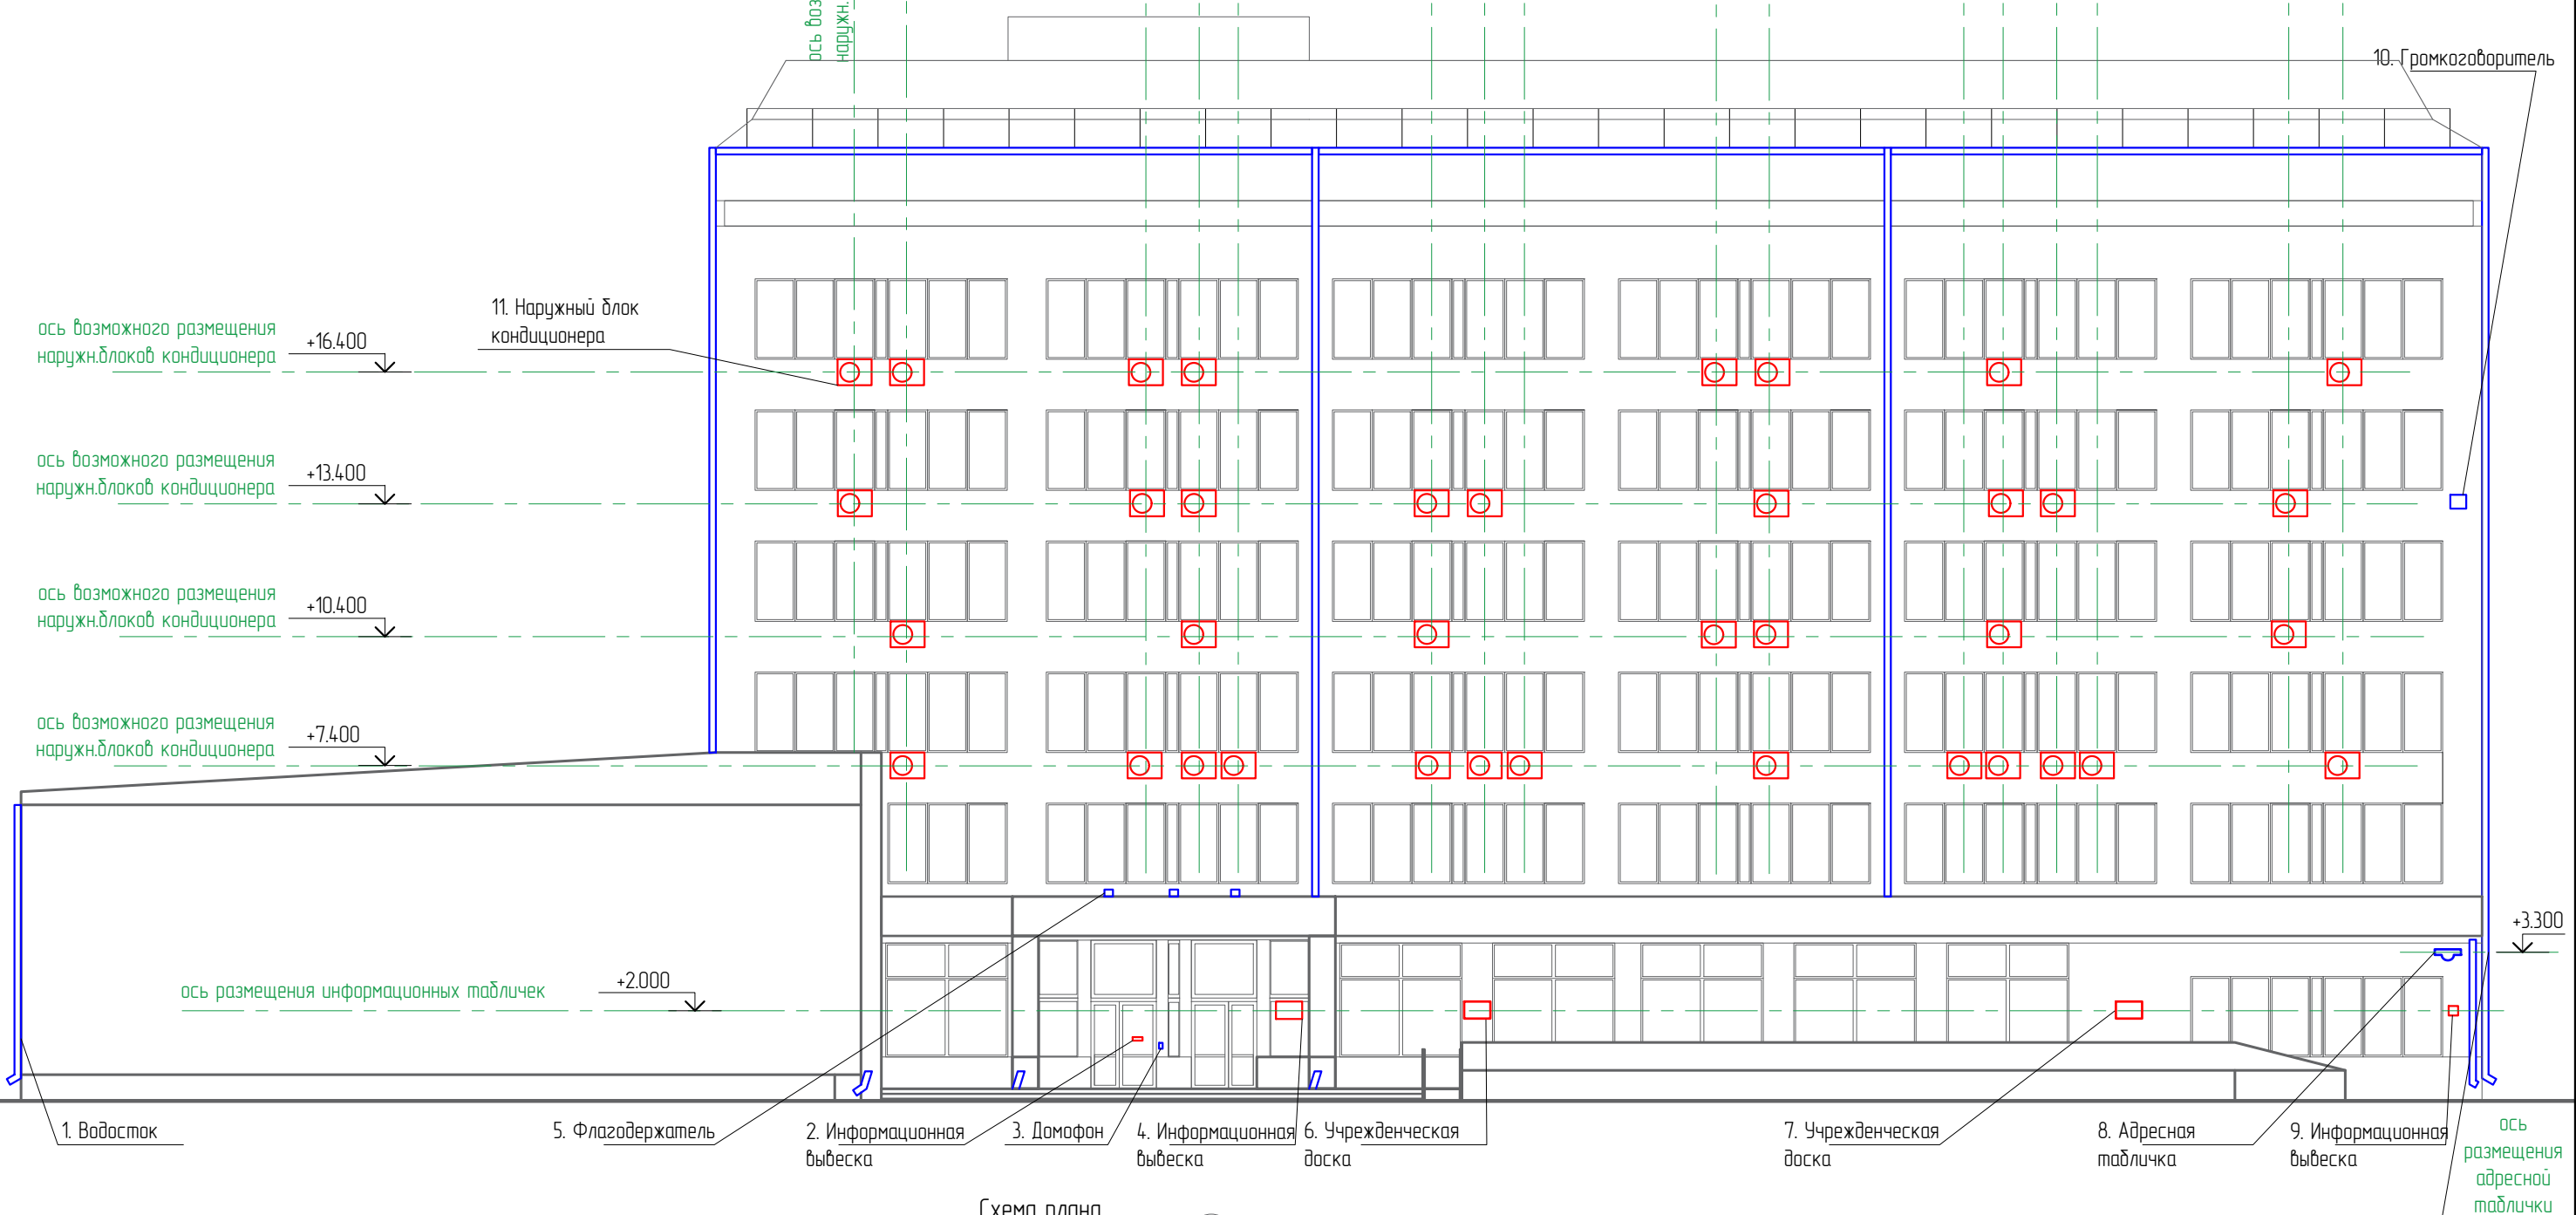 ось воз
наружн.
10. Громкоговоритель
11. Наружный блок
кондиционера
ось возможного размещения
наружн.блоков кондиционера
+16.400
ось возможного размещения
наружн.блоков кондиционера
+13.400
ось возможного размещения
наружн.блоков кондиционера
+10.400
ось возможного размещения
наружн.блоков кондиционера
+7.400
+3.300
ось размещения информационных табличек
+2.000
1. Водосток
5. Флагодержатель
2. Информационная
вывеска
3. Домофон
4. Информационная
вывеска
6. Учрежденческая
доска
7. Учрежденческая
доска
8. Адресная
табличка
9. Информационная
вывеска
ось
размещения
адресной
таблички
Схема плана